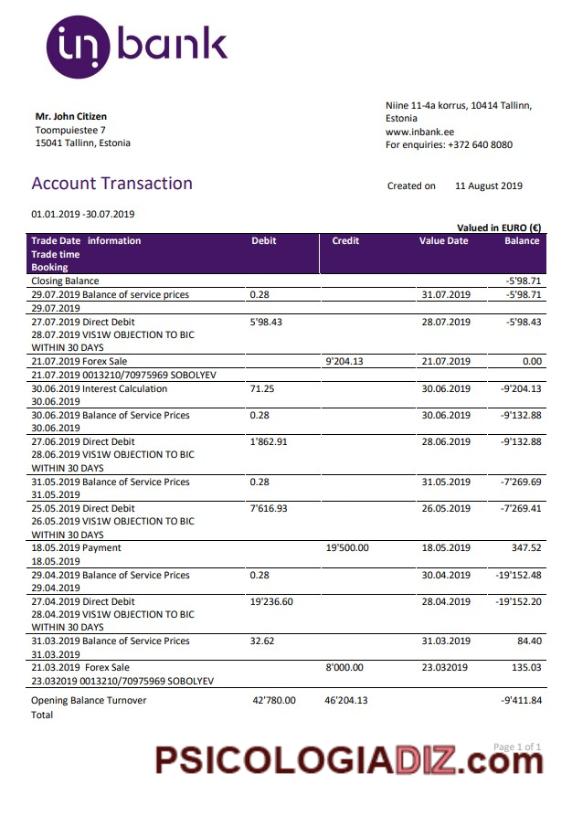 inbank
Mr. John Citizen
Toompuiestee 7
15041 Tallinn, Estonia
Niine 11-4a korrus, 10414 Tallinn,
Estonia
www.inbank.ee
For enquiries: +372 640 8080
Account Transaction
Created on 11 August 2019
01.01.2019 -30.07.2019
Valued in EURO (€)
Trade Date information Debit Credit Value Date Balance
Trade time
Booking
Closing Balance -5'98.71
29.07.2019 Balance of service prices 0.28 31.07.2019 -5'98.71
29.07.2019
27.07.2019 Direct Debit 5'98.43 28.07.2019 -5'98.43
28.07.2019 VIS1W OBJECTION TO BIC
WITHIN 30 DAYS
21.07.2019 Forex Sale 9'204.13 21.07.2019 0.00
21.07.2019 0013210/70975969 SOBOLYEV
30.06.2019 Interest Calculation 71.25 30.06.2019 -9'204.13
30.06.2019
30.06.2019 Balance of Service Prices 0.28 30.06.2019 -9'132.88
30.06.2019
27.06.2019 Direct Debit 1'862.91 28.06.2019 -9'132.88
28.06.2019 VIS1W OBJECTION TO BIC
WITHIN 30 DAYS
31.05.2019 Balance of Service Prices 0.28 31.05.2019 -7'269.69
31.05.2019
25.05.2019 Direct Debit 7'616.93 26.05.2019 -7'269.41
26.05.2019 VIS1W OBJECTION TO BIC
WITHIN 30 DAYS
18.05.2019 Payment 19'500.00 18.05.2019 347.52
18.05.2019
29.04.2019 Balance of Service Prices 0.28 30.04.2019 -19'152.48
29.04.2019
27.04.2019 Direct Debit 19'236.60 28.04.2019 -19'152.20
28.04.2019 VIS1W OBJECTION TO BIC
WITHIN 30 DAYS
31.03.2019 Balance of Service Prices 32.62 31.03.2019 84.40
31.03.2019
21.03.2019 Forex Sale 8'000.00 23.032019 135.03
23.032019 0013210/70975969 SOBOLYEV
Opening Balance Turnover 42'780.00 46'204.13 -9'411.84
Total
Page 1 of 1
PSICOLOGIADIZ.com